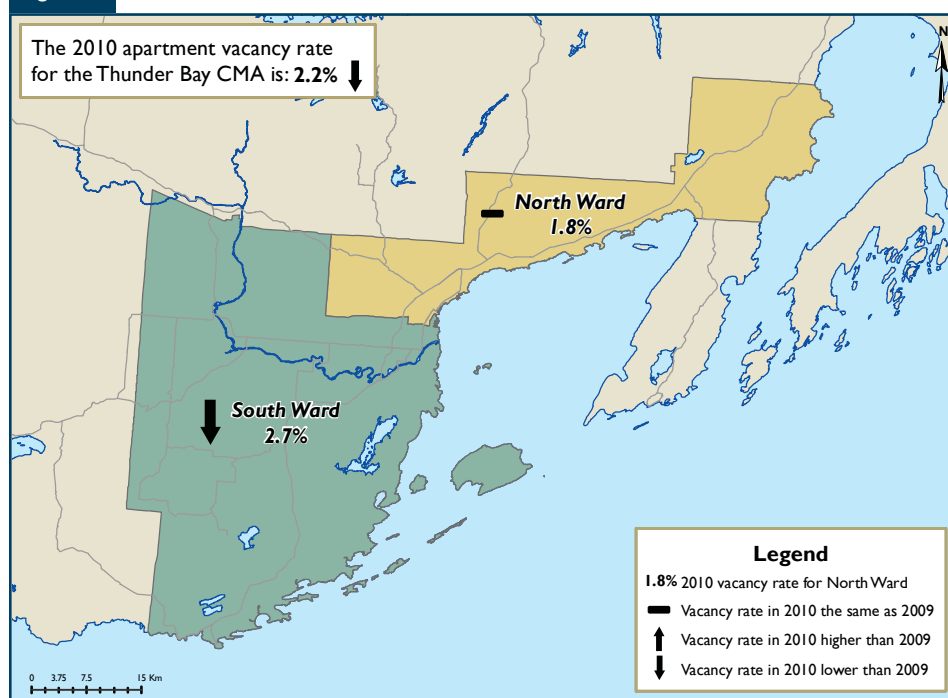 The 2010 apartment vacancy rate
for the Thunder Bay CMA is: 2.2%
N
North Ward
1.8%
South Ward
2.7%
Legend
1.8% 2010 vacancy rate for North Ward
Vacancy rate in 2010 the same as 2009
Vacancy rate in 2010 higher than 2009
Vacancy rate in 2010 lower than 2009
0 3.75 7.5 15 Km